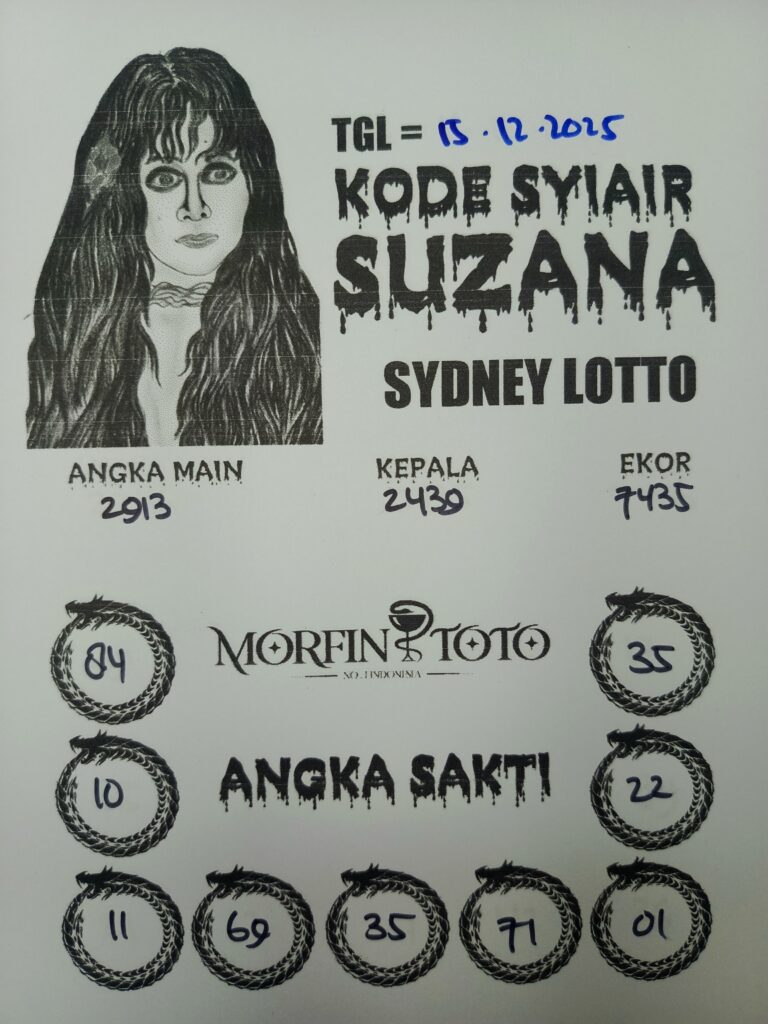 TGL = 15.12.2025
KODE SYIAIR
SUZANA
SYDNEY LOTTO
ANGKA MAIN KEPALA EKOR
2913 2439 7435
84 MORFIN TOTO 35
NO.1 INDONESIA
10 ANGKA SAKTI 22
11 69 35 71 01